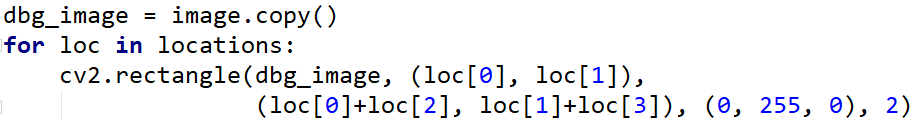 dbg_image = image.copy()
for loc in locations:
    cv2.rectangle(dbg_image, (loc[0], loc[1]),
                  (loc[0]+loc[2], loc[1]+loc[3]), (0, 255, 0), 2)